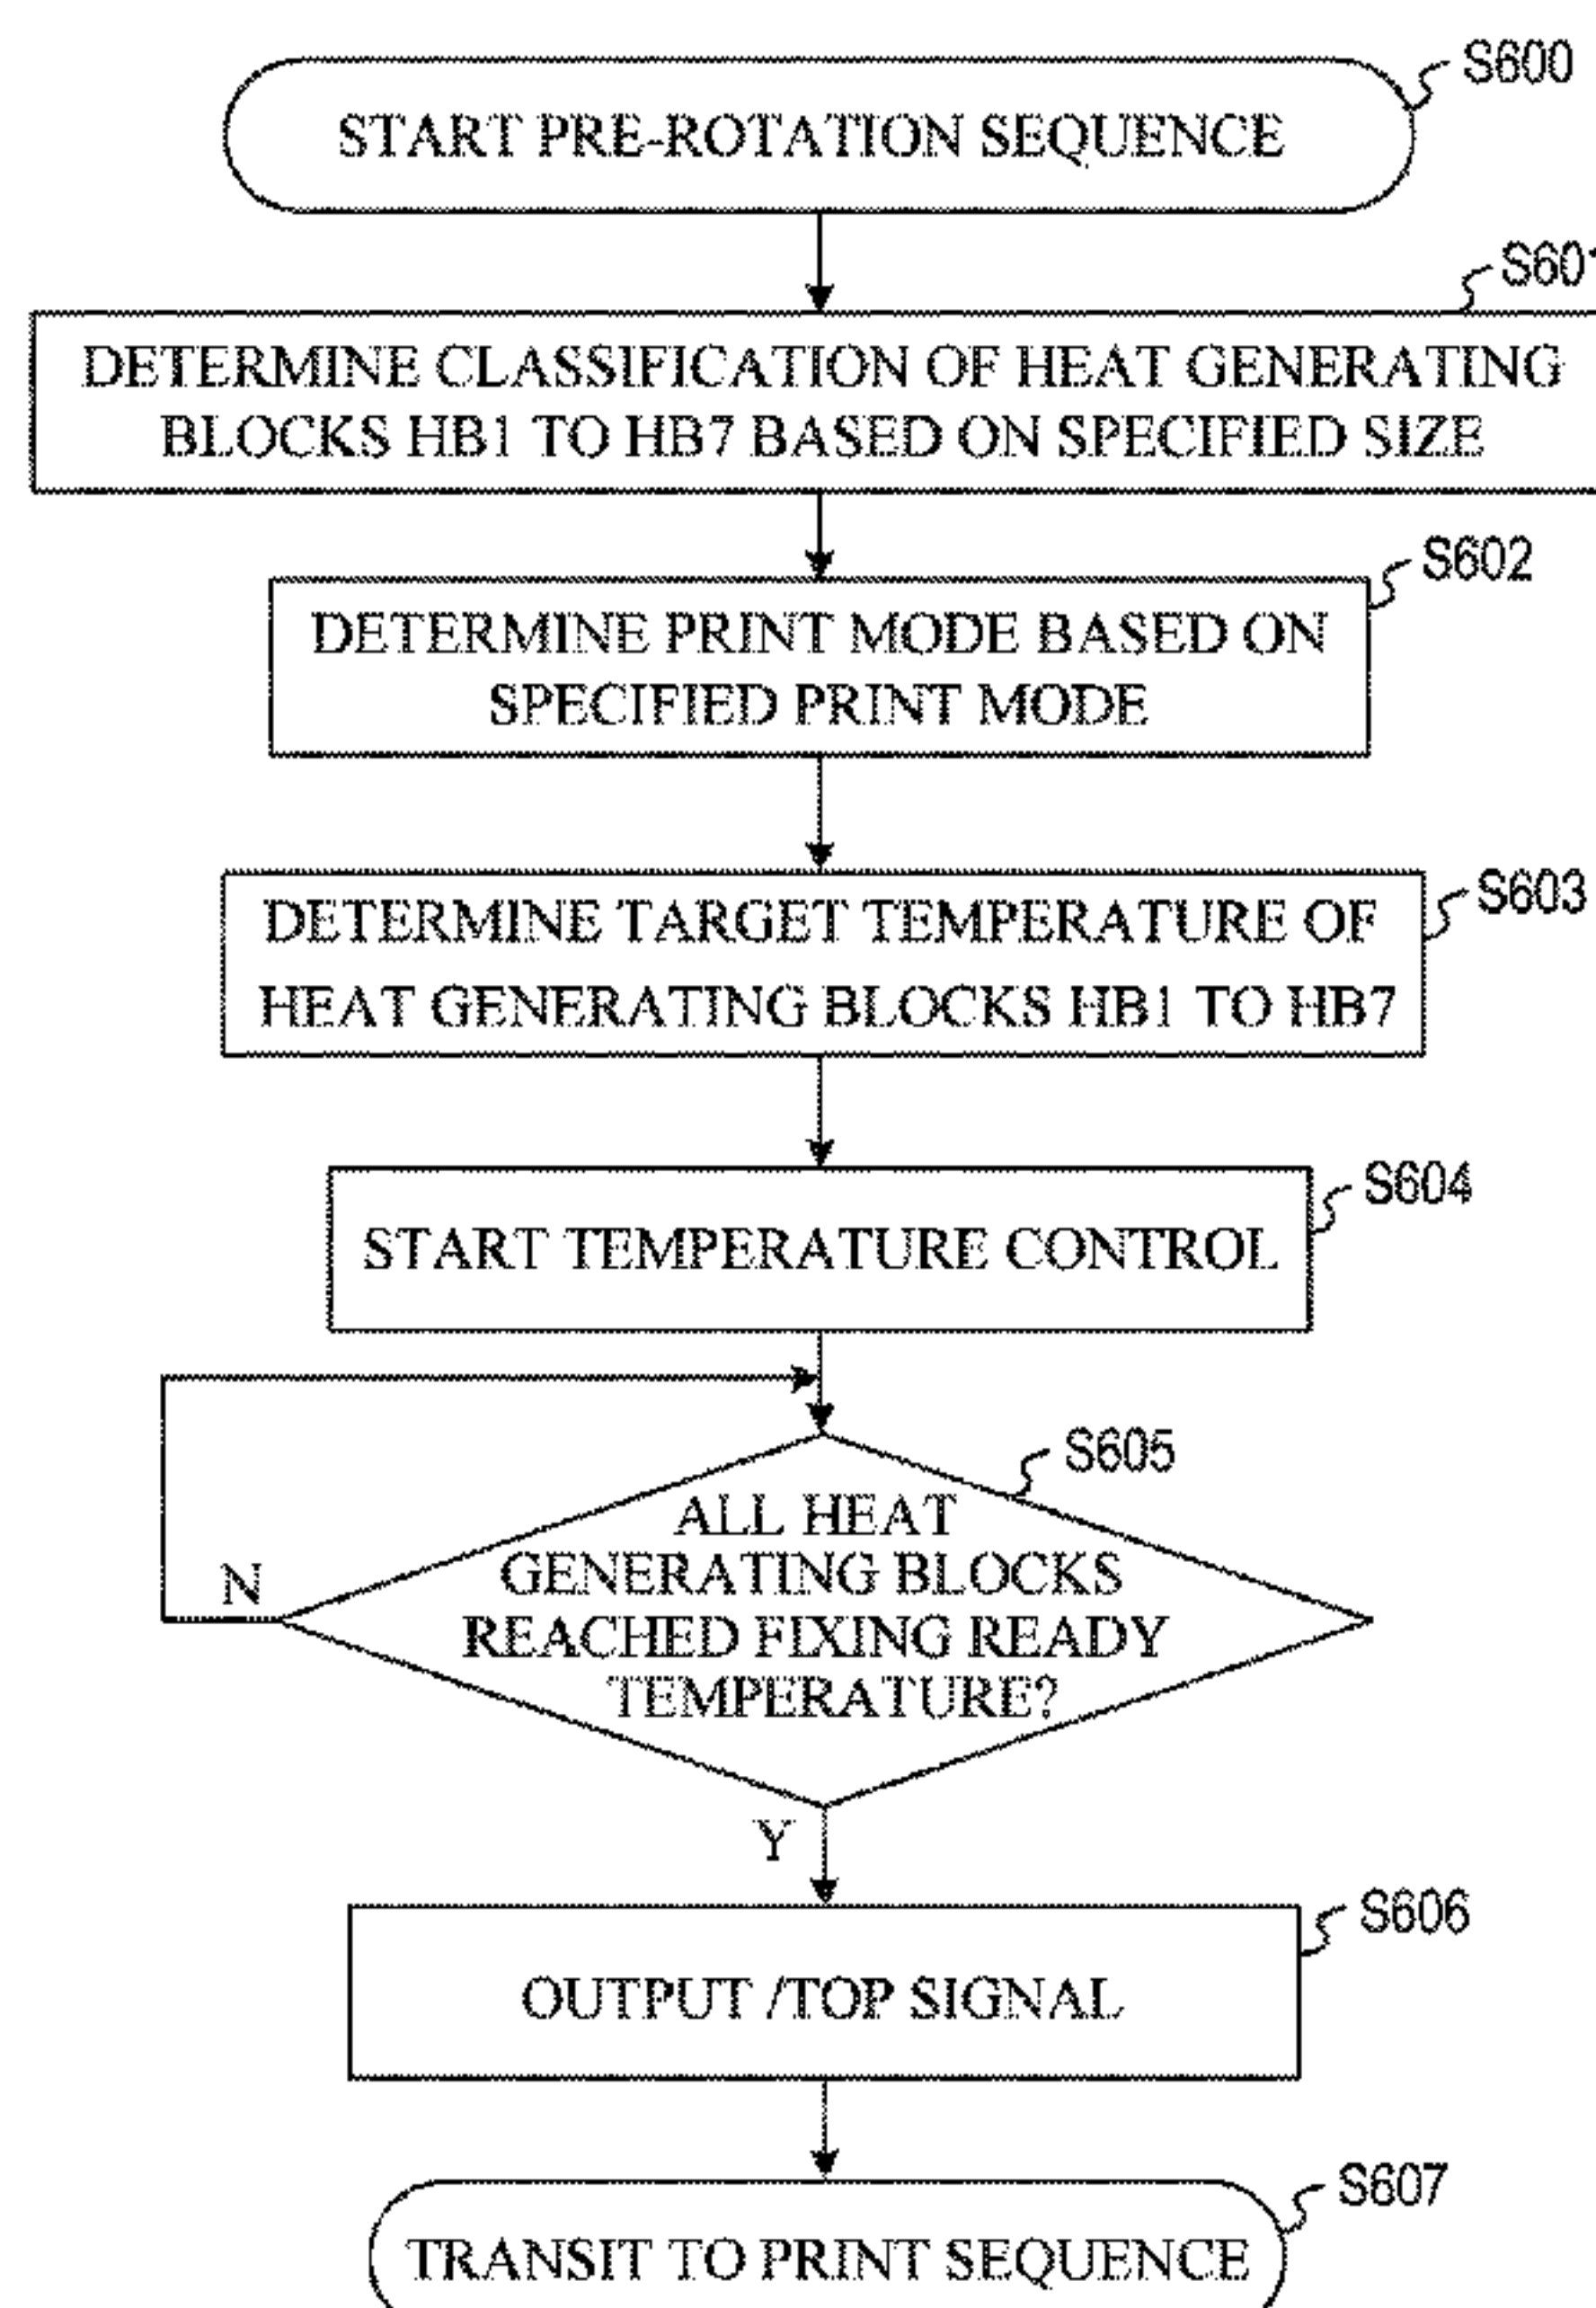 S600
START PRE-ROTATION SEQUENCE
S601
DETERMINE CLASSIFICATION OF HEAT GENERATING
BLOCKS HB1 TO HB7 BASED ON SPECIFIED SIZE
S602
DETERMINE PRINT MODE BASED ON
SPECIFIED PRINT MODE
S603
DETERMINE TARGET TEMPERATURE OF
HEAT GENERATING BLOCKS HB1 TO HB7
S604
START TEMPERATURE CONTROL
S605
ALL HEAT
GENERATING BLOCKS
REACHED FIXING READY
TEMPERATURE?
N
Y
S606
OUTPUT /TOP SIGNAL
S607
TRANSIT TO PRINT SEQUENCE